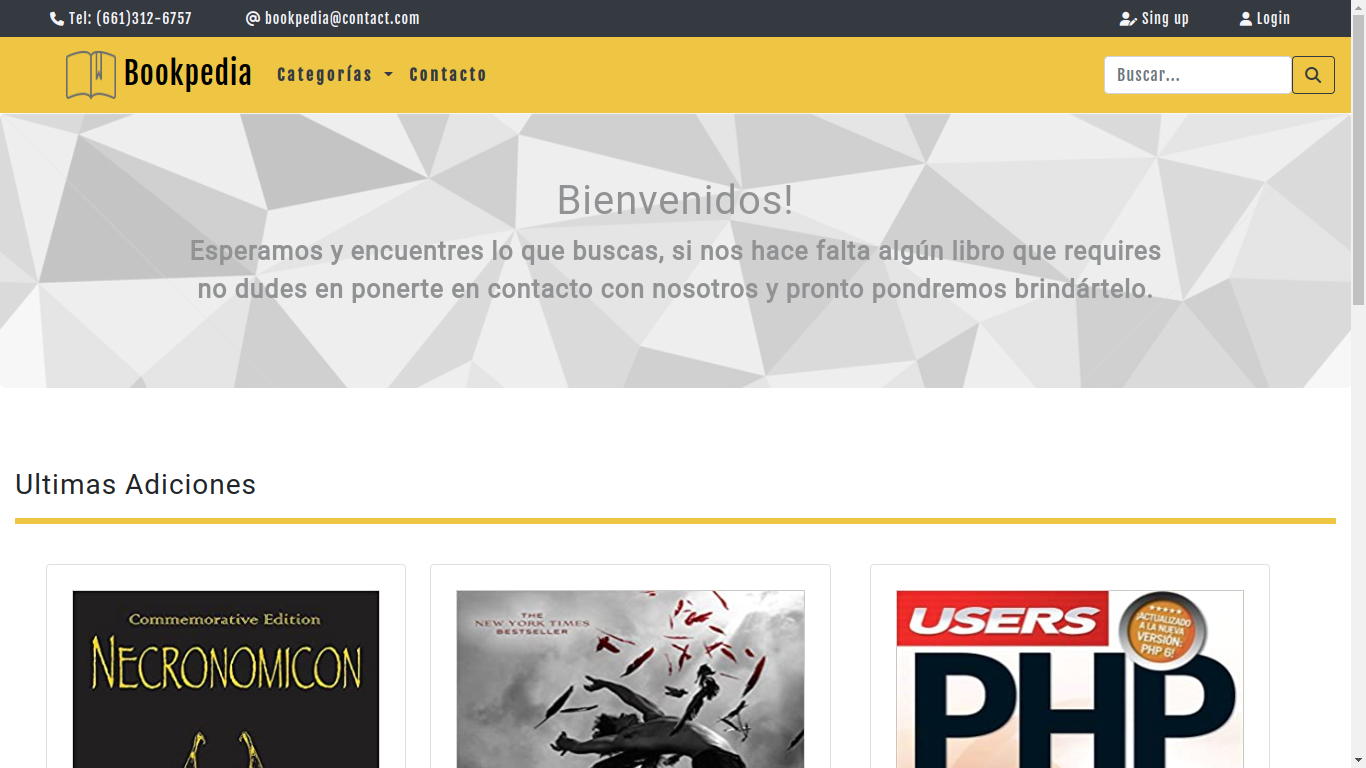 Tel: (661)312-6757
@ bookpedia@contact.com
Sing up
Login
Bookpedia
Categorías
Contacto
Buscar...
Bienvenidos!
Esperamos y encuentres lo que buscas, si nos hace falta algún libro que requires
no dudes en ponerte en contacto con nosotros y pronto pondremos brindártelo.
Ultimas Adiciones
Commemorative Edition
NECRONOMICON
THE
NEW YORK TIMES
BESTSELLER
USERS
¡ACTUALIZADO
A LA NUEVA
VERSIÓN:
PHP 6!
PHP